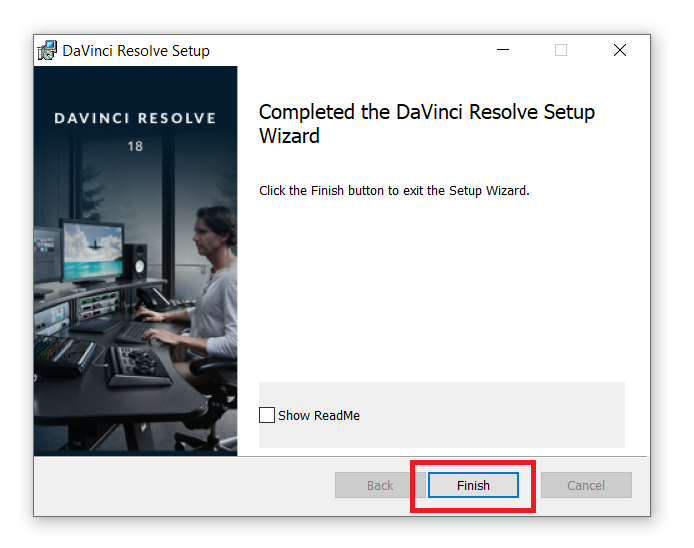 DaVinci Resolve Setup
DAVINCI RESOLVE
18
Completed the DaVinci Resolve Setup
Wizard
Click the Finish button to exit the Setup Wizard.
Show ReadMe
Back
Finish
Cancel